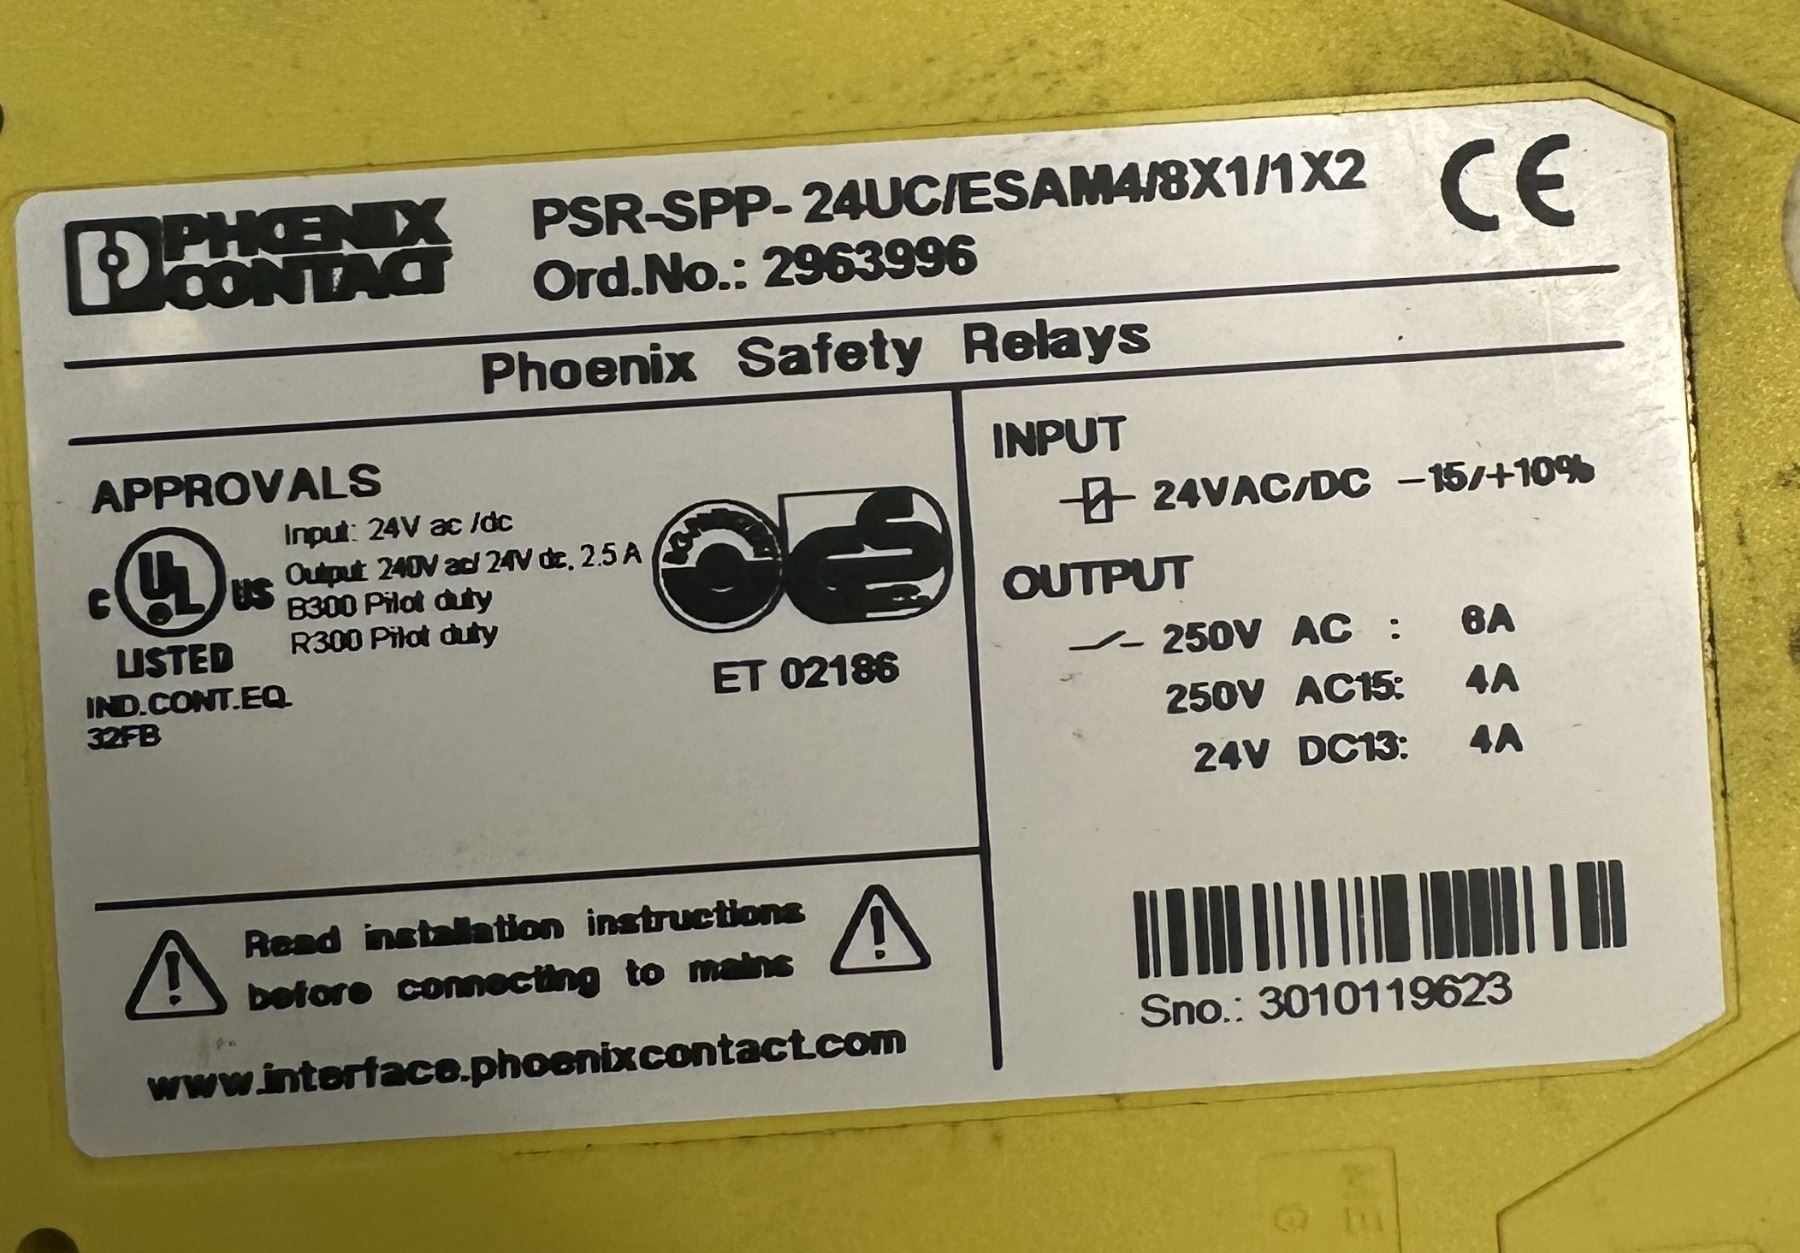 PHOENIX
CONTACT
PSR-SPP- 24UC/ESAM4/8X1/1X2
Ord.No.: 2963996
CE
Phoenix Safety Relays
APPROVALS
C UL US
LISTED
IND.CONT.EQ.
32FB
Input: 24V ac /dc
Output: 240V ac/ 24V dc, 2.5 A
B300 Pilot duty
R300 Pilot duty
ET 02186
INPUT
24VAC/DC -15/+10%
OUTPUT
250V AC : 6A
250V AC15: 4A
24V DC13: 4A
Read installation instructions
before connecting to mains
www.interface.phoenixcontact.com
Sno.: 3010119623